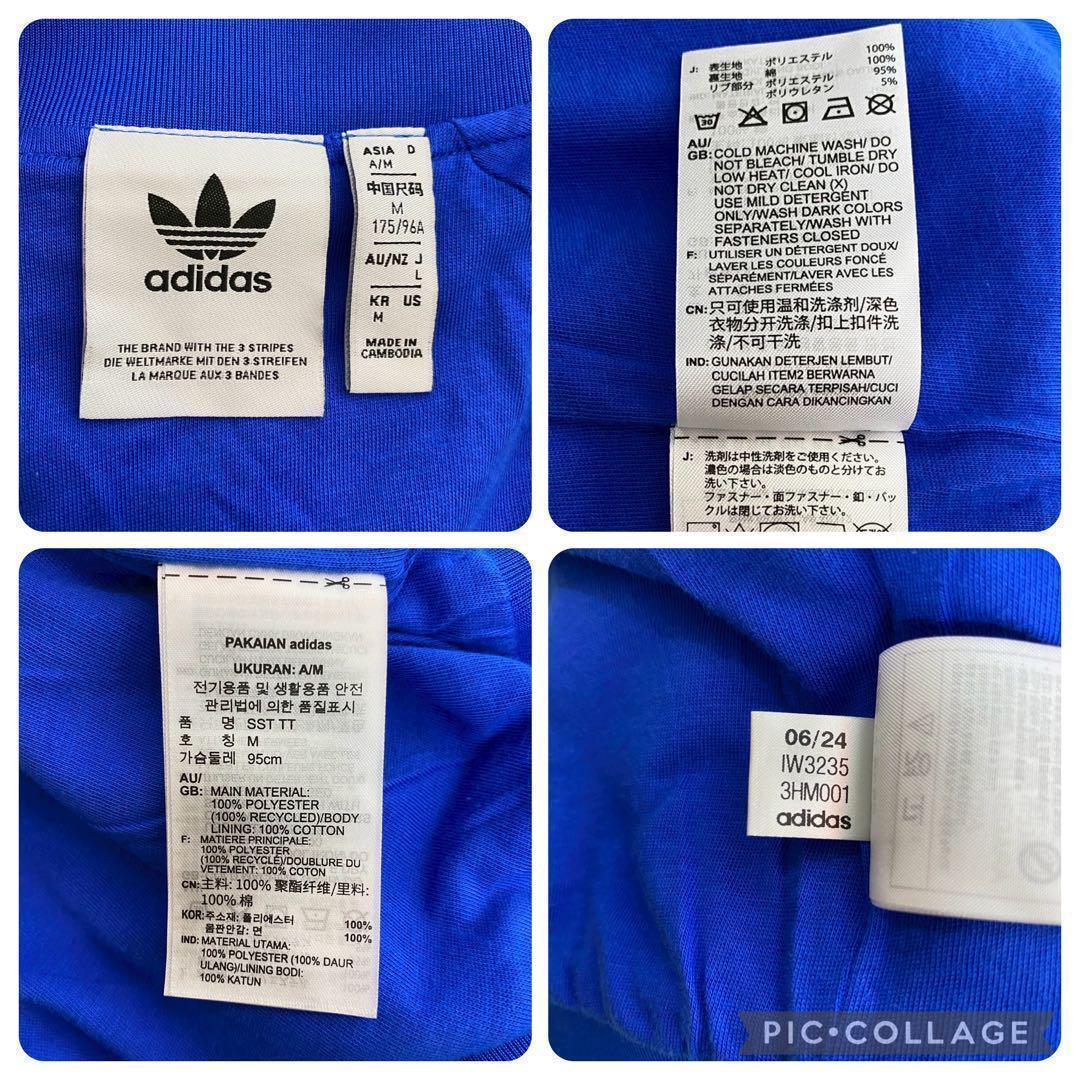 adidas
THE BRAND WITH THE 3 STRIPES
DIE WELTMARKE MIT DEN 3 STREIFEN
LA MARQUE AUX 3 BANDES
ASIA D
A/M
中国尺码
M
175/96A
AU/NZ J
L
KR US
M
MADE IN
CAMBODIA
J: 表生地 ポリエステル 100%
裏生地 綿 100%
リブ部分 ポリエステル 95%
ポリウレタン 5%
30
AU/
GB: COLD MACHINE WASH/ DO
NOT BLEACH/ TUMBLE DRY
LOW HEAT/ COOL IRON/ DO
NOT DRY CLEAN (X)
USE MILD DETERGENT
ONLY/WASH DARK COLORS
SEPARATELY/WASH WITH
FASTENERS CLOSED
F: UTILISER UN DÉTERGENT DOUX/
LAVER LES COULEURS FONCÉ
SÉPARÉMENT/LAVER AVEC LES
ATTACHES FERMÉES
CN: 只可使用温和洗涤剂/深色
衣物分开洗涤/扣上扣件洗
涤/不可干洗
IND: GUNAKAN DETERJEN LEMBUT/
CUCILAH ITEM2 BERWARNA
GELAP SECARA TERPISAH/CUCI
DENGAN CARA DIKANCINGKAN
J: 洗剤は中性洗剤をご使用ください。
濃色の場合は淡色のものと分けてお
洗い下さい。
ファスナー・面ファスナー・釦・バッ
クルは閉じてお洗い下さい。
PAKAIAN adidas
UKURAN: A/M
전기용품 및 생활용품 안전
관리법에 의한 품질표시
품 명 SST TT
호 칭 M
가슴둘레 95cm
AU/
GB: MAIN MATERIAL:
100% POLYESTER
(100% RECYCLED)/BODY
LINING: 100% COTTON
F: MATIERE PRINCIPALE:
100% POLYESTER
(100% RECYCLÉ)/DOUBLURE DU
VETEMENT: 100% COTON
CN: 主料: 100% 聚酯纤维/里料:
100% 棉
KOR: 주소재: 폴리에스터 100%
몸판안감: 면 100%
IND: MATERIAL UTAMA:
100% POLYESTER (100% DAUR
ULANG)/LINING BODI:
100% KATUN
06/24
IW3235
3HM001
adidas
PIC•COLLAGE